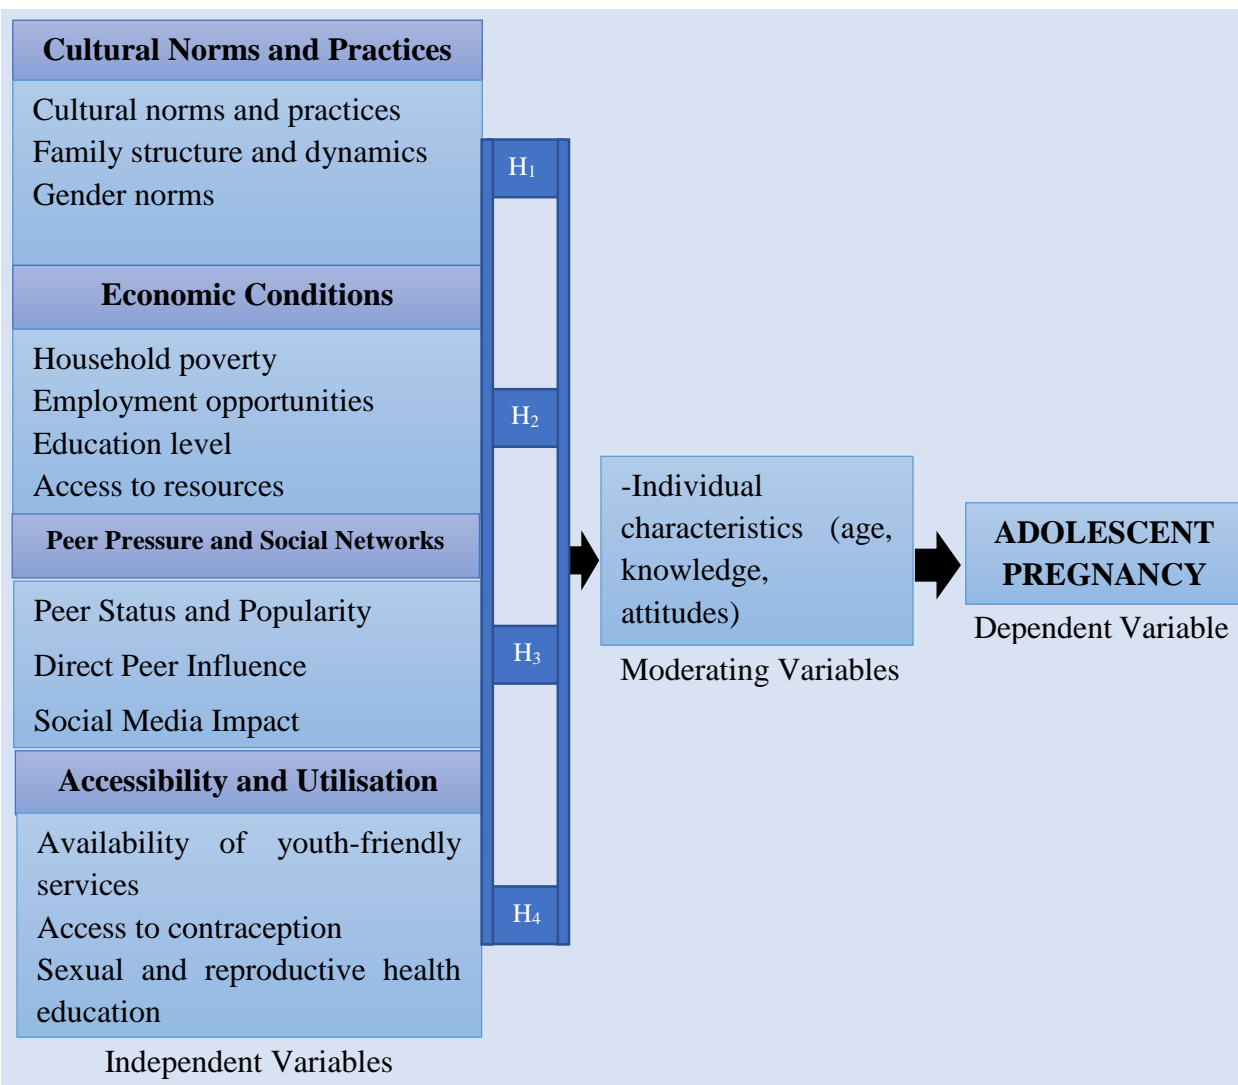 Cultural Norms and Practices
Cultural norms and practices
Family structure and dynamics
Gender norms
H₁
Economic Conditions
Household poverty
Employment opportunities
Education level
Access to resources
H₂
Peer Pressure and Social Networks
Peer Status and Popularity
Direct Peer Influence
Social Media Impact
H₃
Accessibility and Utilisation
Availability of youth-friendly
services
Access to contraception
Sexual and reproductive health
education
H₄
Independent Variables
-Individual
characteristics (age,
knowledge,
attitudes)
Moderating Variables
ADOLESCENT
PREGNANCY
Dependent Variable